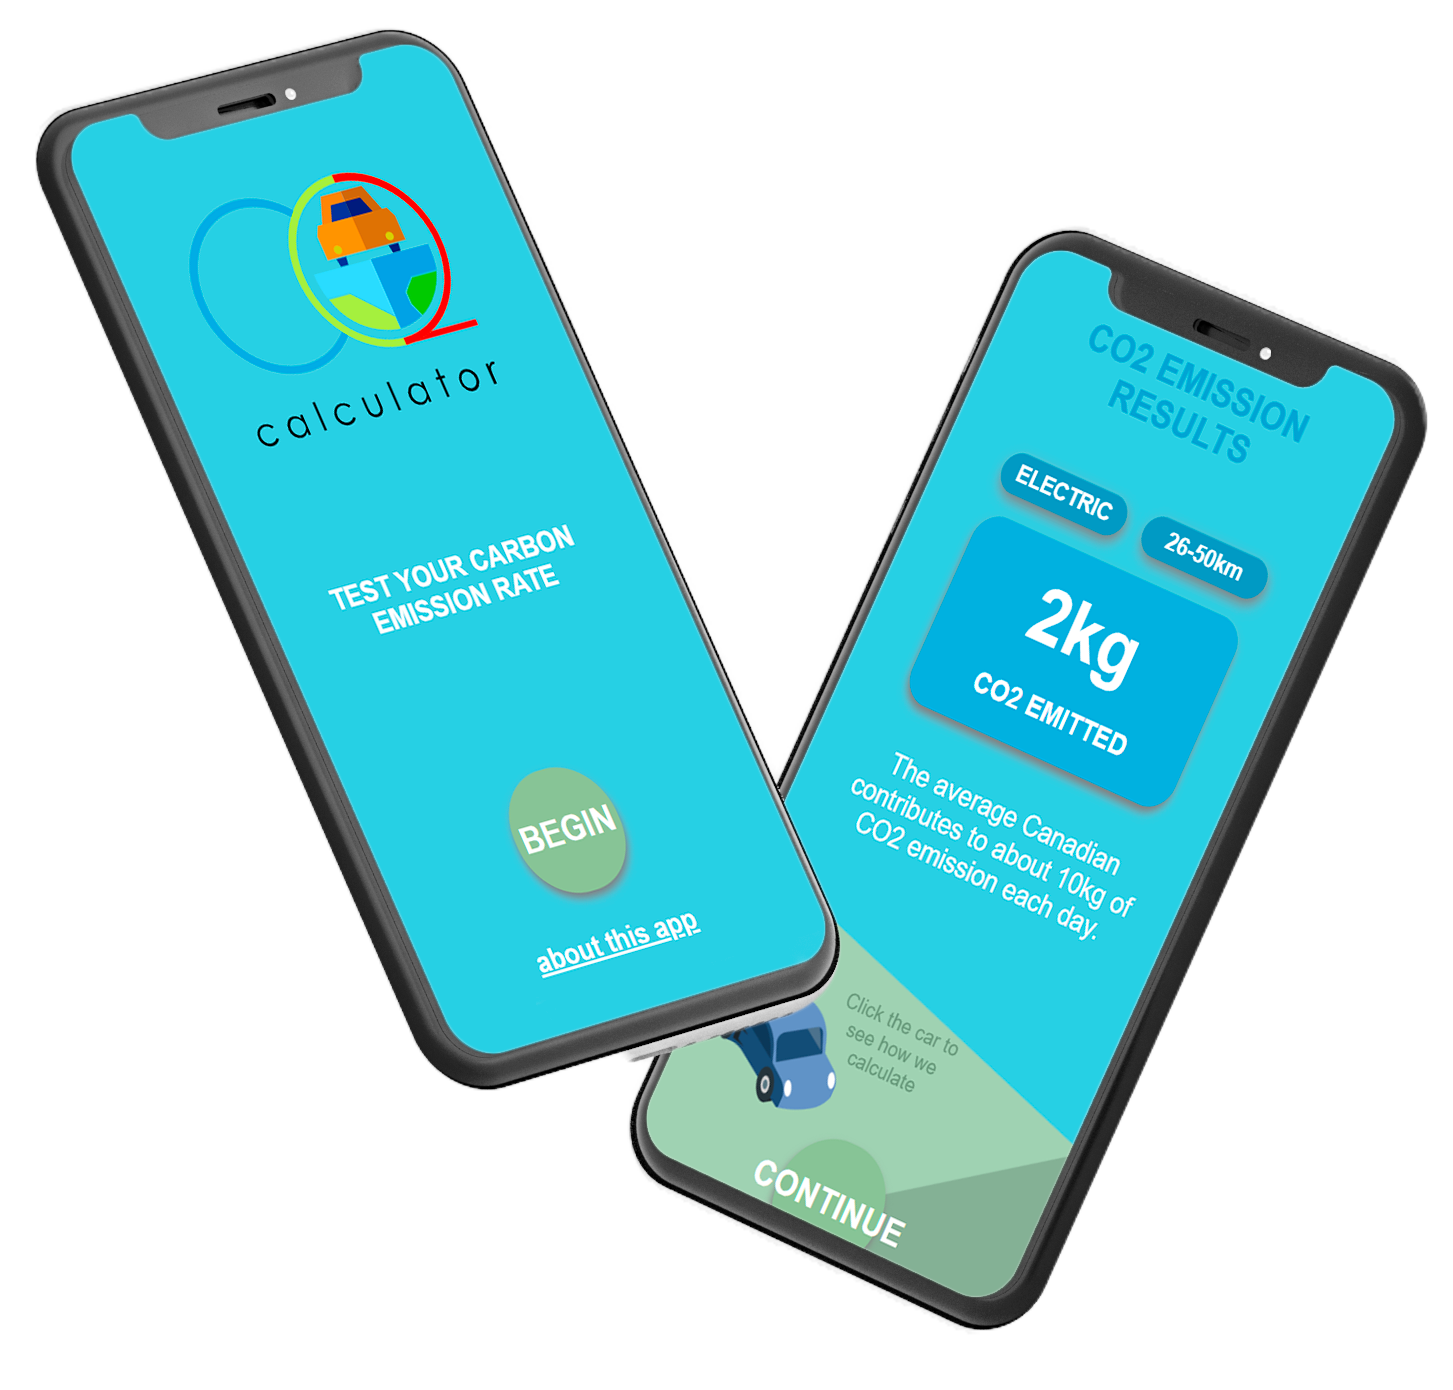 calculator
TEST YOUR CARBON
EMISSION RATE
BEGIN
about this app
CO2 EMISSION
RESULTS
ELECTRIC
26-50km
2kg
CO2 EMITTED
The average Canadian
contributes to about 10kg of
CO2 emission each day.
Click the car to
see how we
calculate
CONTINUE